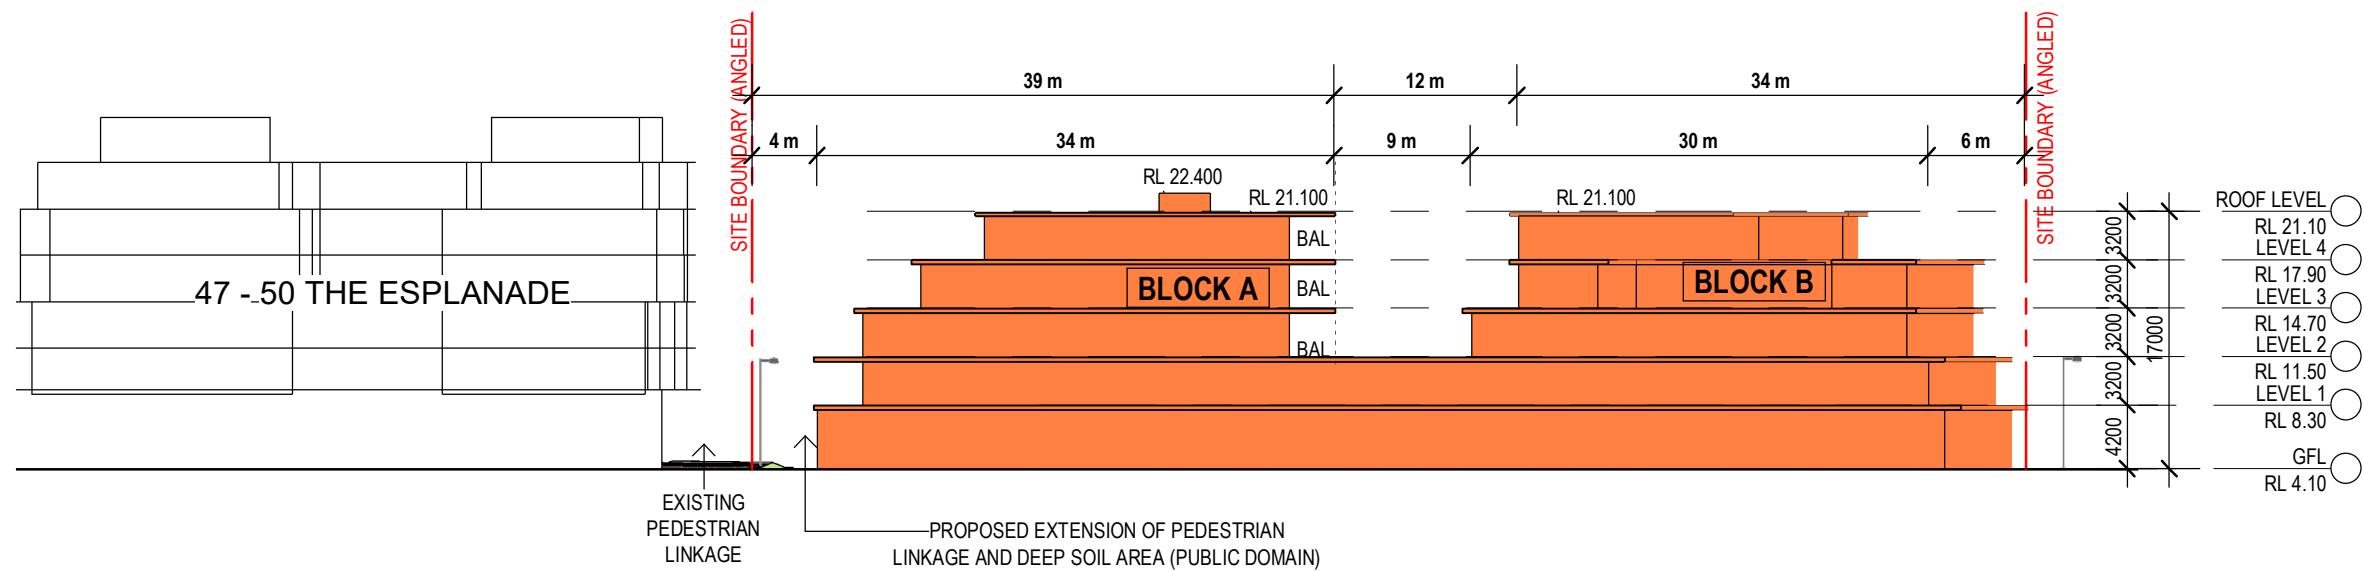 SITE BOUNDARY (ANGLED)
SITE BOUNDARY (ANGLED)
39 m
12 m
34 m
4 m
34 m
9 m
30 m
6 m
RL 22.400
RL 21.100
RL 21.100
BAL
BAL
BAL
BLOCK A
BLOCK B
47 - 50 THE ESPLANADE
3200
3200
3200
3200
4200
17000
ROOF LEVEL
RL 21.10
LEVEL 4
RL 17.90
LEVEL 3
RL 14.70
LEVEL 2
RL 11.50
LEVEL 1
RL 8.30
GFL
RL 4.10
EXISTING
PEDESTRIAN
LINKAGE
PROPOSED EXTENSION OF PEDESTRIAN
LINKAGE AND DEEP SOIL AREA (PUBLIC DOMAIN)